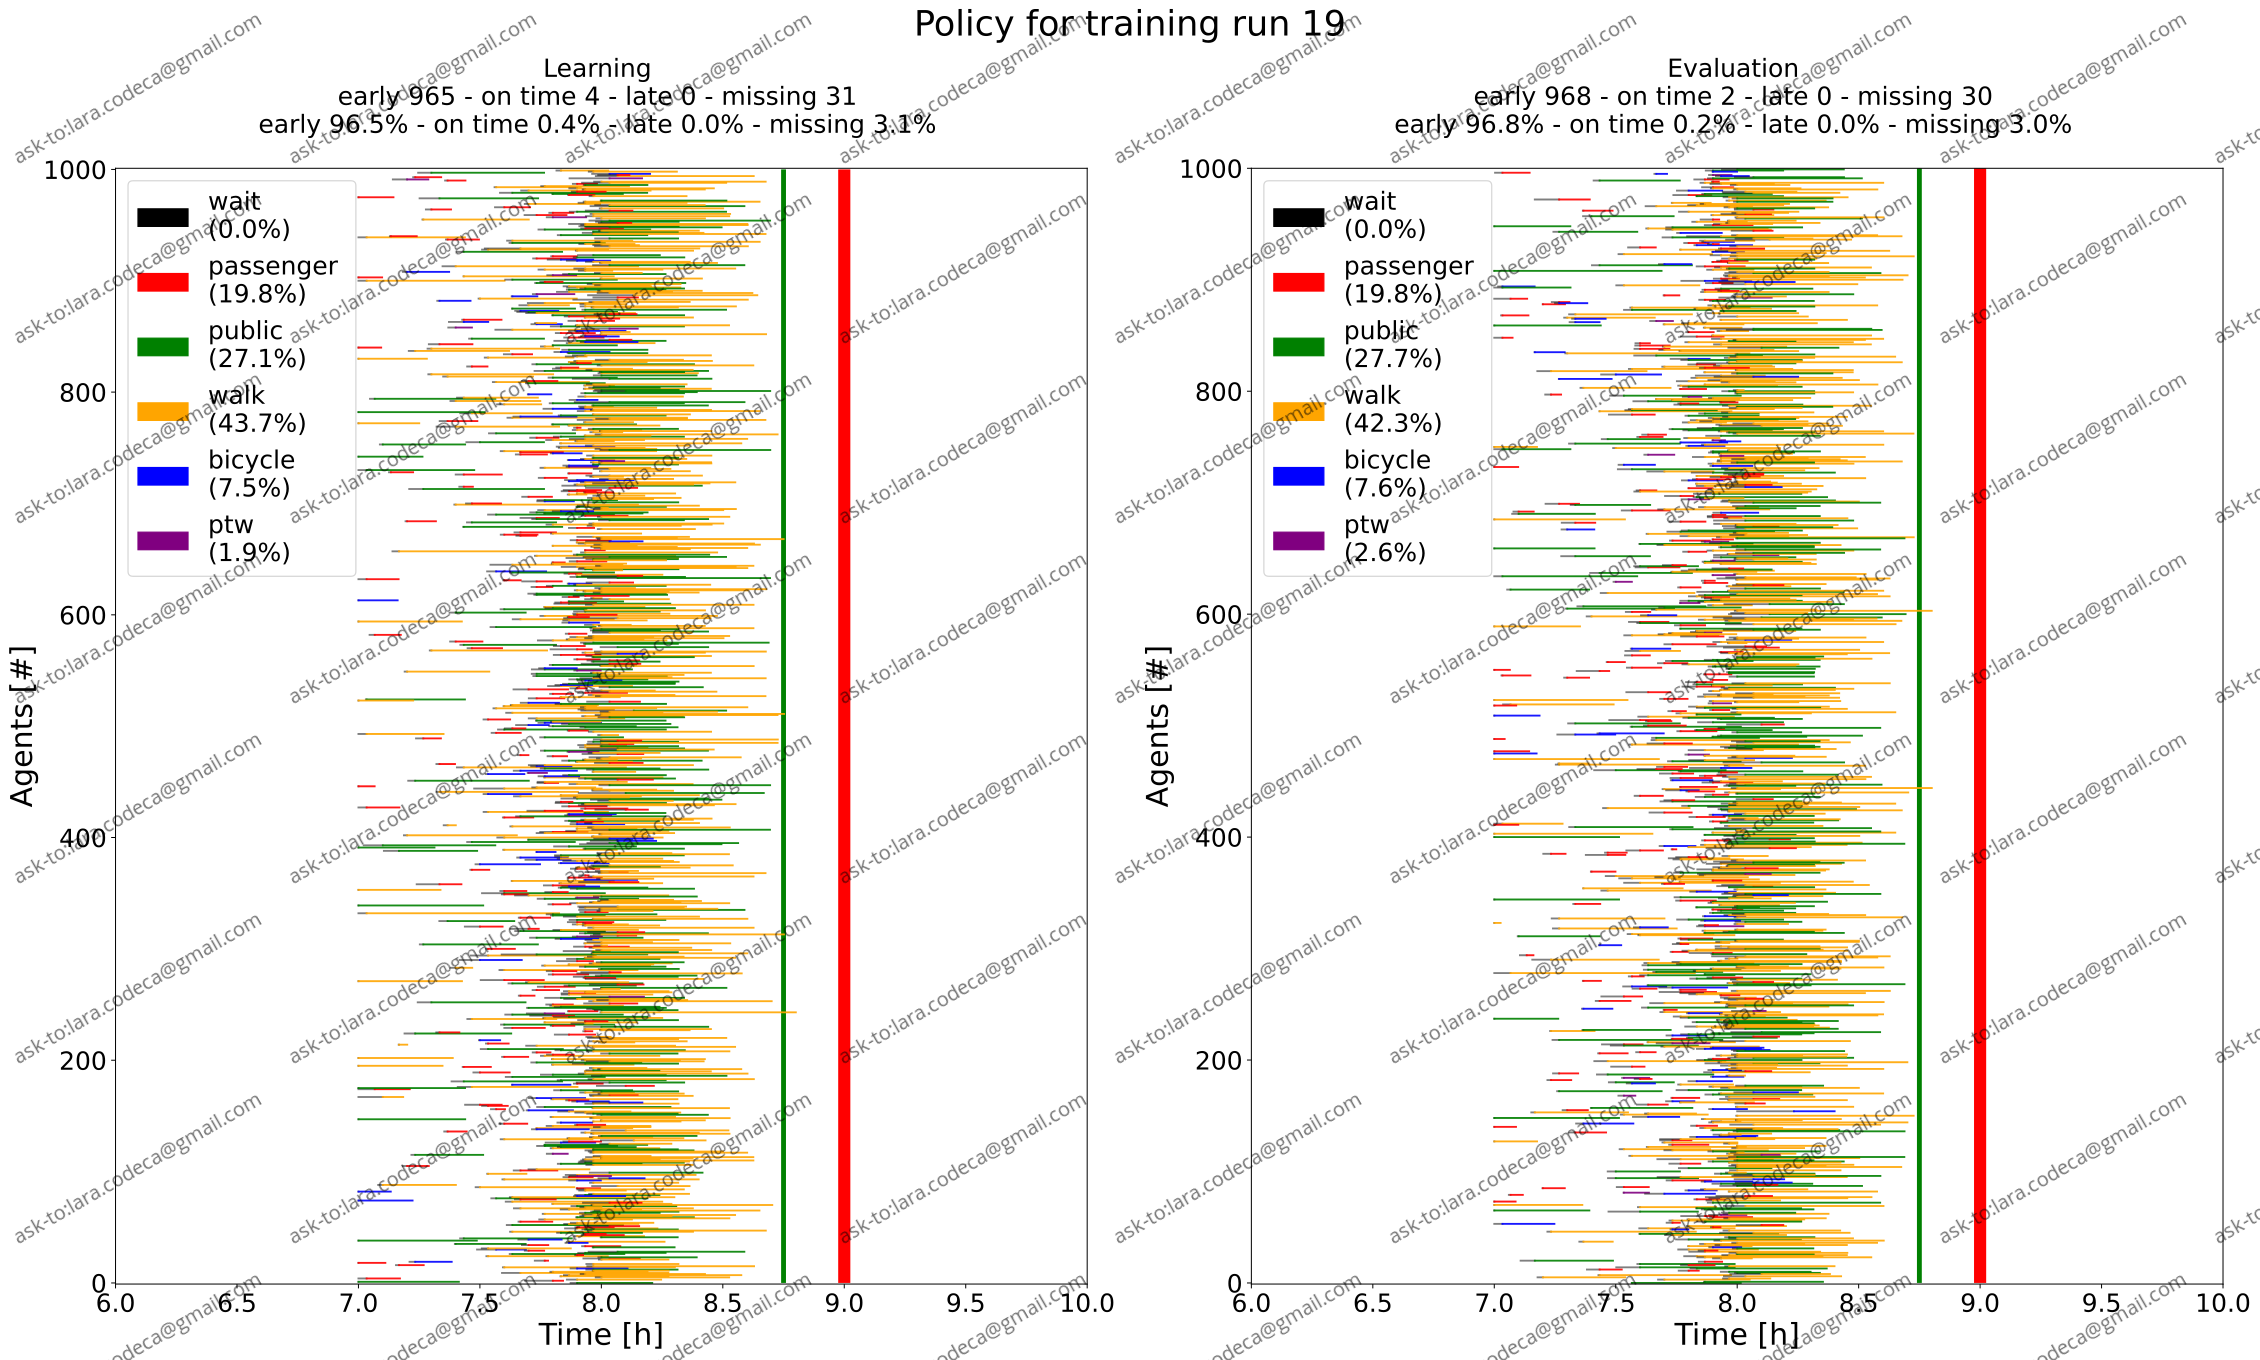 Policy for training run 19
Learning
early 965 - on time 4 - late 0 - missing 31
early 96.5% - on time 0.4% - late 0.0% - missing 3.1%
Evaluation
early 968 - on time 2 - late 0 - missing 30
early 96.8% - on time 0.2% - late 0.0% - missing 3.0%
1000
800
600
400
200
0
Agents [#]
wait
(0.0%)
passenger
(19.8%)
public
(27.1%)
walk
(43.7%)
bicycle
(7.5%)
ptw
(1.9%)
6.0 6.5 7.0 7.5 8.0 8.5 9.0 9.5 10.0
Time [h]
1000
800
600
400
200
0
Agents [#]
wait
(0.0%)
passenger
(19.8%)
public
(27.7%)
walk
(42.3%)
bicycle
(7.6%)
ptw
(2.6%)
6.0 6.5 7.0 7.5 8.0 8.5 9.0 9.5 10.0
Time [h]
ask-to:lara.codeca@gmail.com